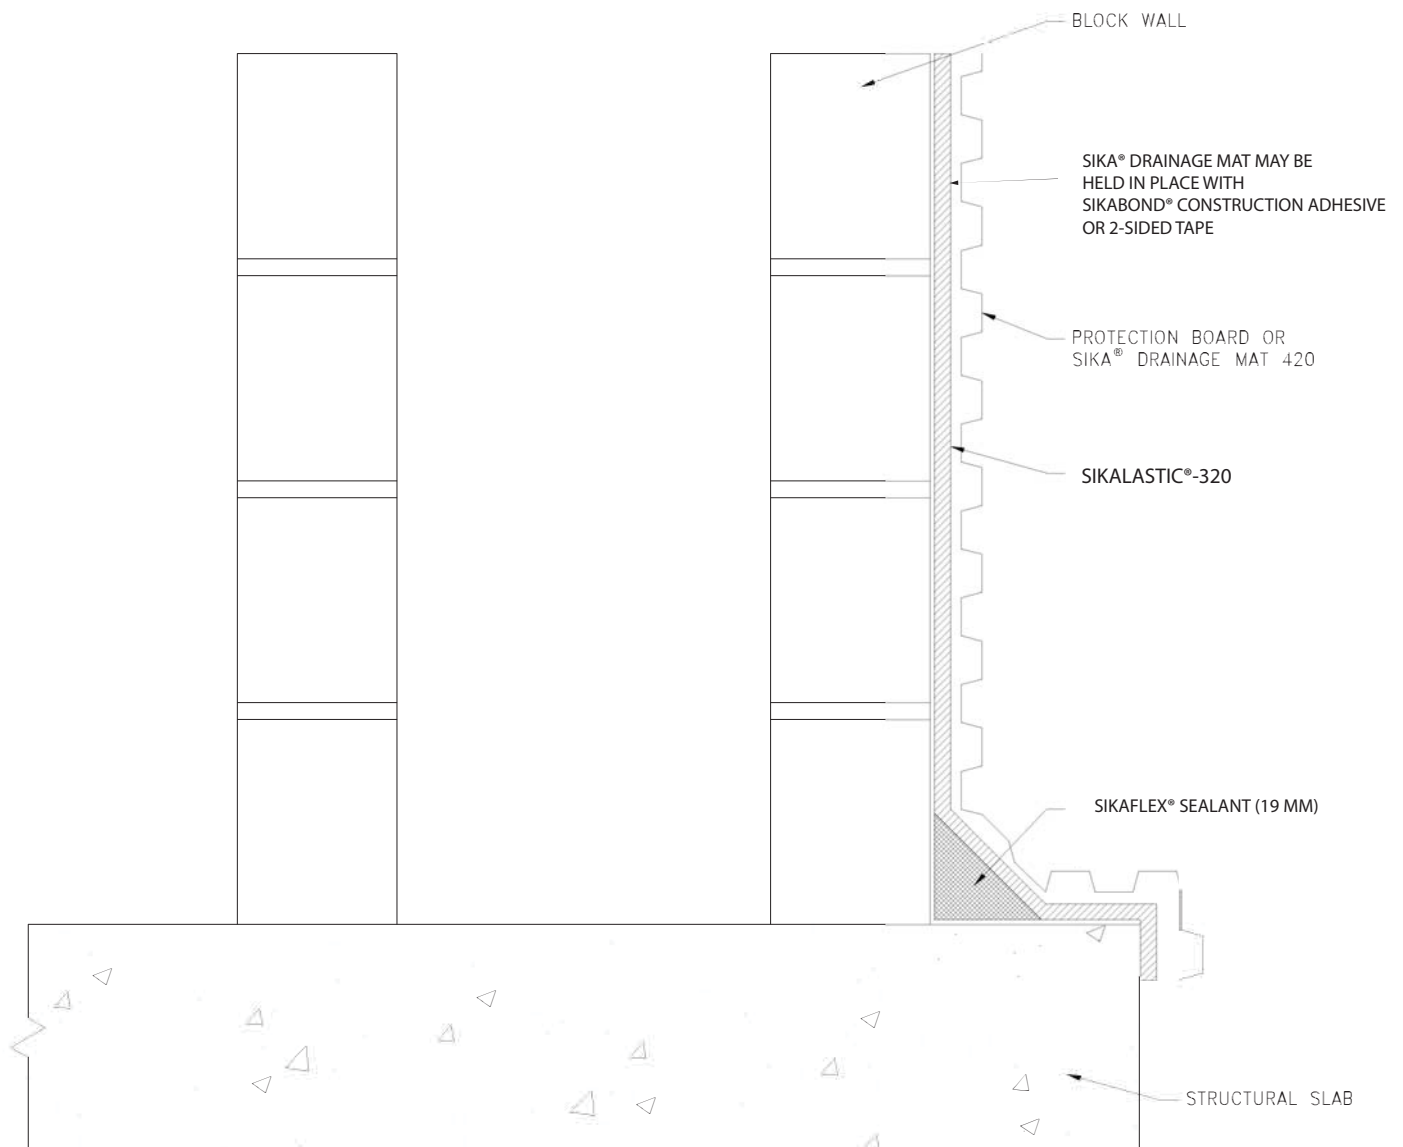 BLOCK WALL
SIKA® DRAINAGE MAT MAY BE
HELD IN PLACE WITH
SIKABOND® CONSTRUCTION ADHESIVE
OR 2-SIDED TAPE
PROTECTION BOARD OR
SIKA® DRAINAGE MAT 420
SIKALASTIC®-320
SIKAFLEX® SEALANT (19 MM)
STRUCTURAL SLAB